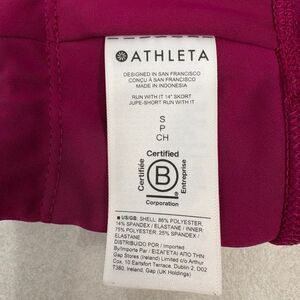 ATHLETA
DESIGNED IN SAN FRANCISCO
CONÇU À SAN FRANCISCO
MADE IN INDONESIA
RUN WITH IT 14" SKORT
JUPE-SHORT RUN WITH IT
S
P
CH
Certified
Certifiée
B
Entreprise
Corporation
US/GB: SHELL: 86% POLYESTER,
14% SPANDEX / ELASTANE / INNER
75% POLYESTER, 25% SPANDEX /
ELASTANE
DISTRIBUIDO POR / Imported
By/Importé Par / ΕΙΣΑΓΕΤΑΙ ΑΠΟ ΤΗΝ
Gap Stores (Ireland) Limited c/o Arthur
Cox, 10 Earlsfort Terrace, Dublin 2, D02
T380, Ireland, Gap (UK Holdings)